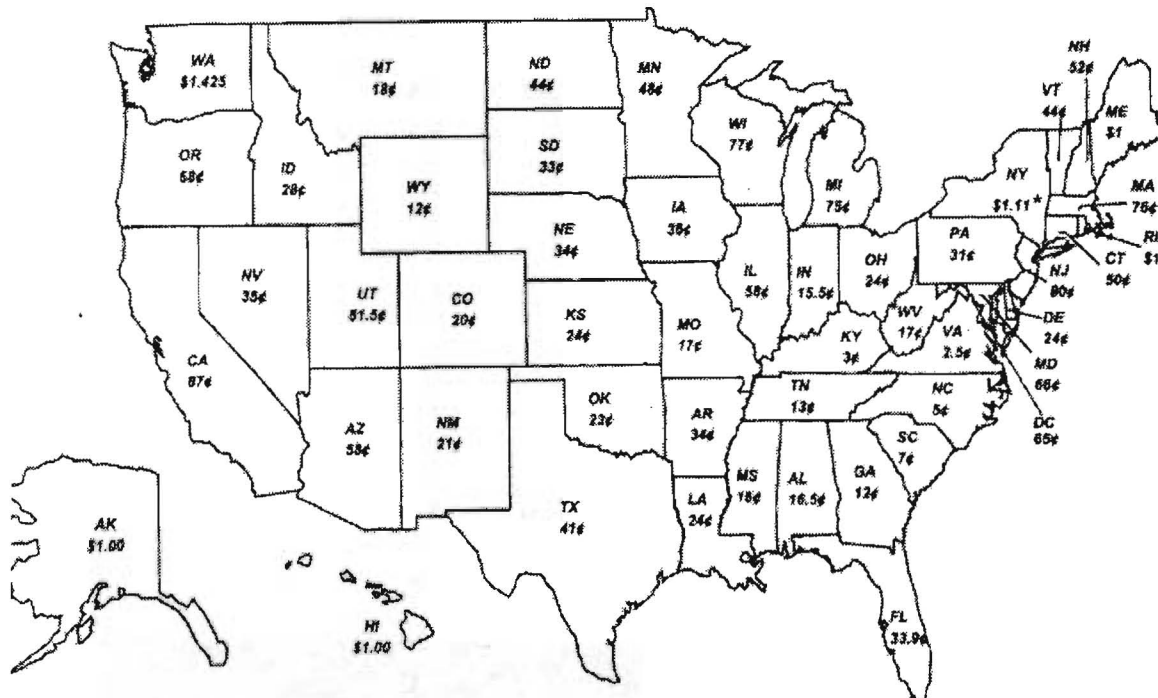 WA
$1.425
MT
18¢
ND
44¢
MN
48¢
NH
52¢
VT
44¢
ME
$1
OR
68¢
ID
28¢
WY
12¢
SD
33¢
WI
77¢
MI
75¢
NY
$1.11*
MA
76¢
RI
$1
CT
50¢
NV
35¢
UT
51.5¢
CO
20¢
NE
34¢
IA
36¢
IL
58¢
IN
15.5¢
OH
24¢
PA
31¢
NJ
80¢
DE
24¢
MD
66¢
DC
65¢
CA
87¢
KS
24¢
MO
17¢
KY
3¢
WV
17¢
VA
2.5¢
AZ
58¢
NM
21¢
OK
23¢
AR
34¢
TN
13¢
NC
5¢
SC
7¢
TX
41¢
LA
24¢
MS
18¢
AL
16.5¢
GA
12¢
AK
$1.00
HI
$1.00
FL
33.9¢